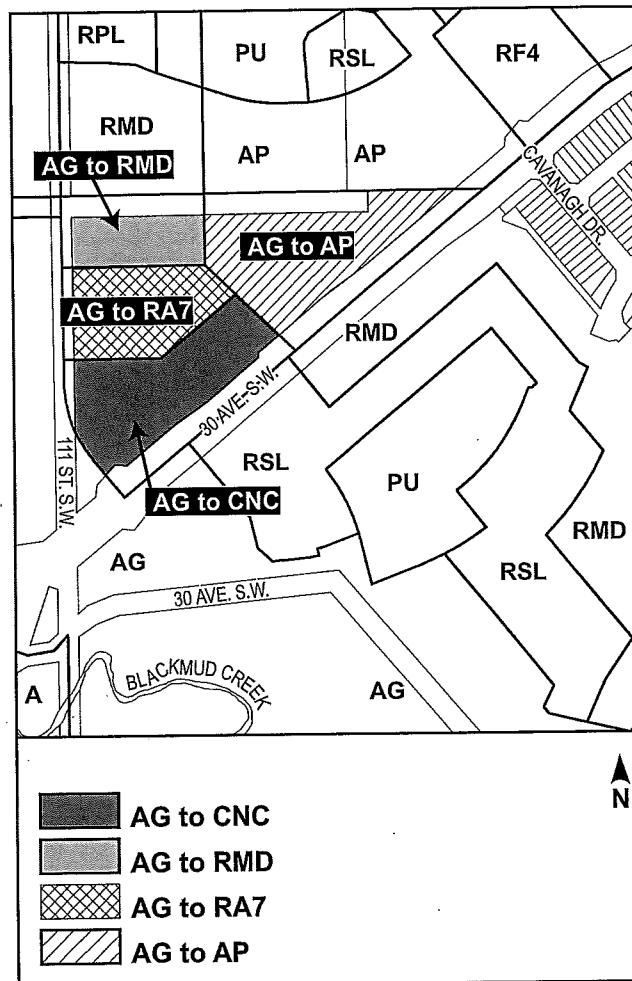 RPL
PU
RSL
RF4
RMD
AP
AP
AG to RMD
CAVANAGH DR.
AG to AP
AG to RA7
RMD
30 AVE. S.W.
111 ST. S.W.
RSL
PU
AG to CNC
RMD
AG
RSL
30 AVE. S.W.
BLACKMUD CREEK
A
AG
N
AG to CNC
AG to RMD
AG to RA7
AG to AP